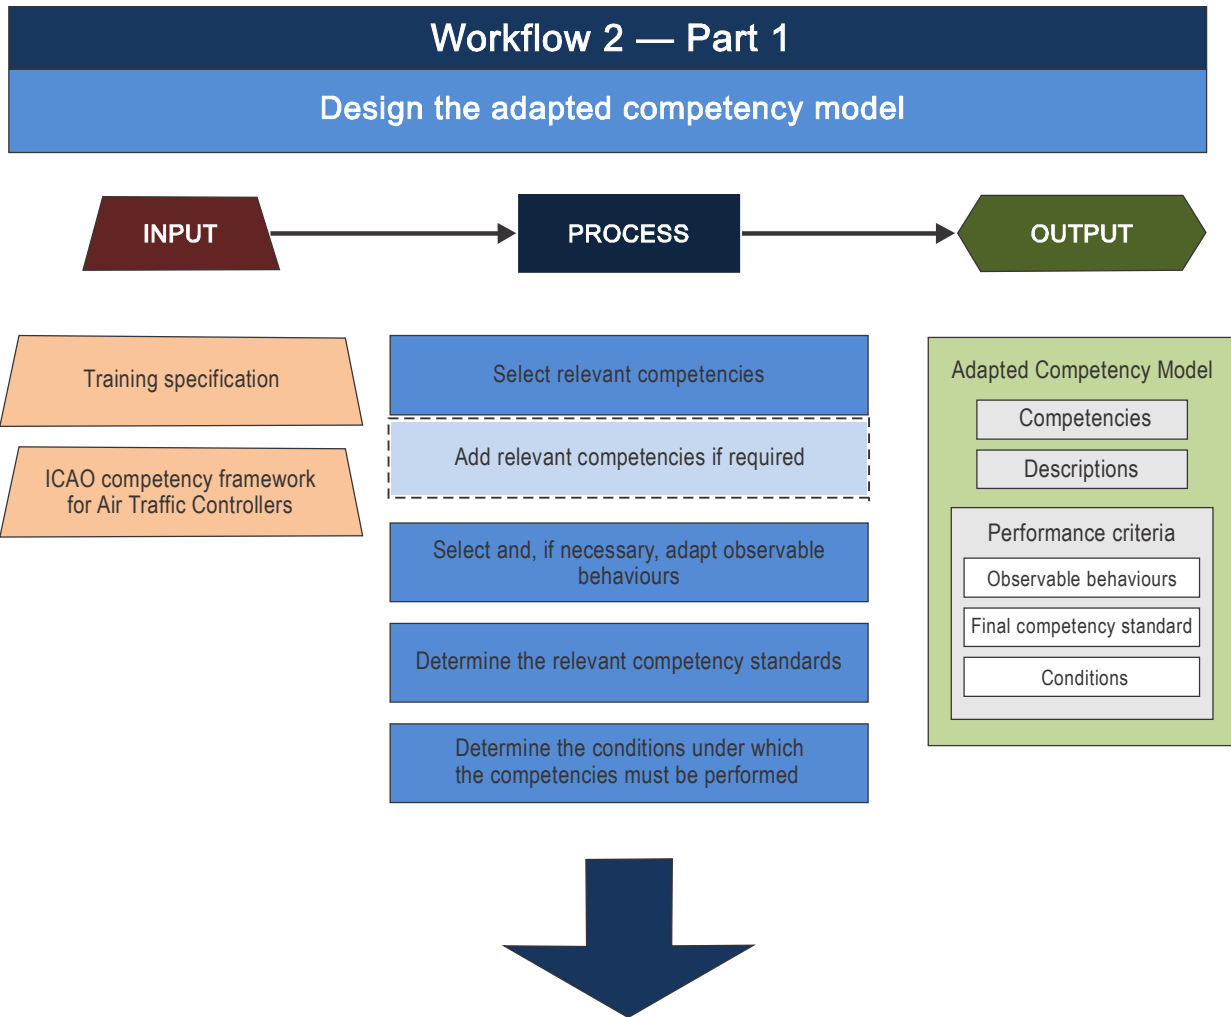 Workflow 2 — Part 1
Design the adapted competency model
INPUT
PROCESS
OUTPUT
Training specification
ICAO competency framework
for Air Traffic Controllers
Select relevant competencies
Add relevant competencies if required
Select and, if necessary, adapt observable
behaviours
Determine the relevant competency standards
Determine the conditions under which
the competencies must be performed
Adapted Competency Model
Competencies
Descriptions
Performance criteria
Observable behaviours
Final competency standard
Conditions